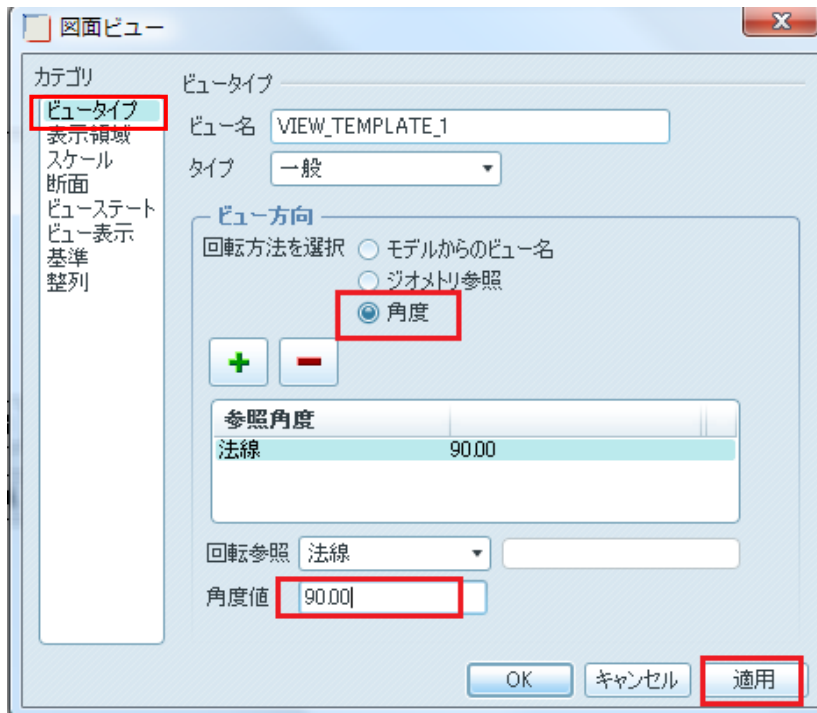 図面ビュー
カテゴリ
ビュータイプ
表示領域
スケール
断面
ビューステート
ビュー表示
基準
整列
ビュータイプ
ビュー名 VIEW_TEMPLATE_1
タイプ 一般
ビュー方向
回転方法を選択 モデルからのビュー名
ジオメトリ参照
角度
参照角度
法線 90.00
回転参照 法線
角度値 90.00
OK キャンセル 適用